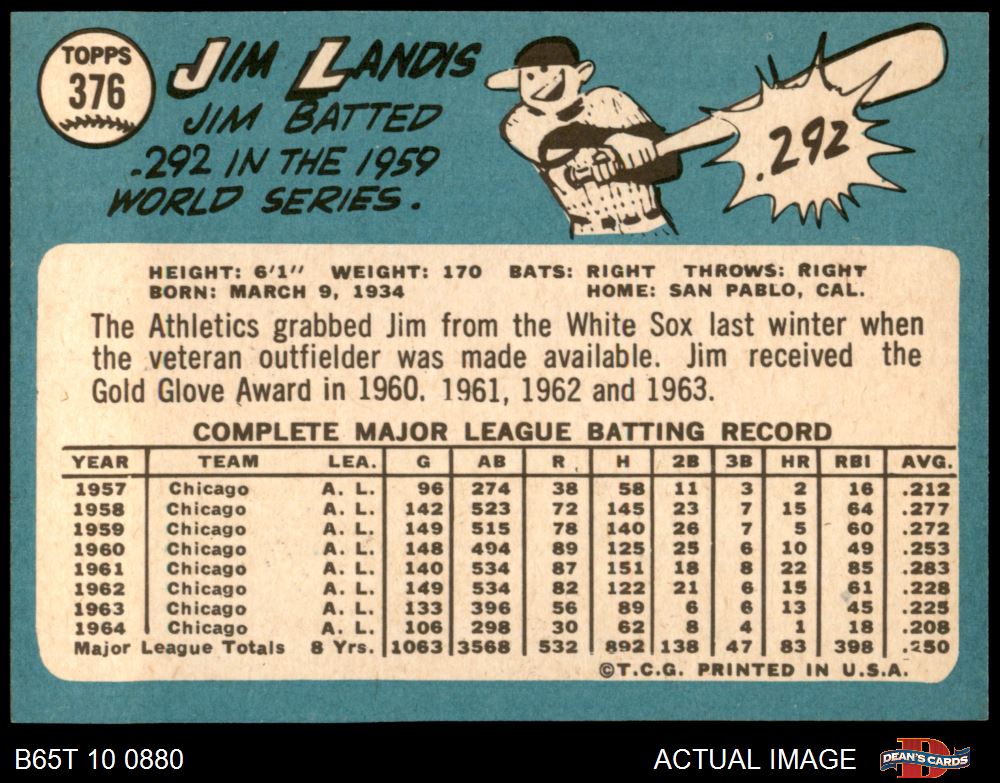 TOPPS
376
JIM LANDIS
JIM BATTED
.292 IN THE 1959
WORLD SERIES.
.292
HEIGHT: 6'1" WEIGHT: 170 BATS: RIGHT THROWS: RIGHT
BORN: MARCH 9, 1934 HOME: SAN PABLO, CAL.
The Athletics grabbed Jim from the White Sox last winter when
the veteran outfielder was made available. Jim received the
Gold Glove Award in 1960. 1961, 1962 and 1963.
COMPLETE MAJOR LEAGUE BATTING RECORD
YEAR TEAM LEA. G AB R H 2B 3B HR RBI AVG.
1957 Chicago A. L. 96 274 38 58 11 3 2 16 .212
1958 Chicago A. L. 142 523 72 145 23 7 15 64 .277
1959 Chicago A. L. 149 515 78 140 26 7 5 60 .272
1960 Chicago A. L. 148 494 89 125 25 6 10 49 .253
1961 Chicago A. L. 140 534 87 151 18 8 22 85 .283
1962 Chicago A. L. 149 534 82 122 21 6 15 61 .228
1963 Chicago A. L. 133 396 56 89 6 6 13 45 .225
1964 Chicago A. L. 106 298 30 62 8 4 1 18 .208
Major League Totals 8 Yrs. 1063 3568 532 892 138 47 83 398 .250
©T.C.G. PRINTED IN U.S.A.
B65T 10 0880 ACTUAL IMAGE
DEAN'S CARDS